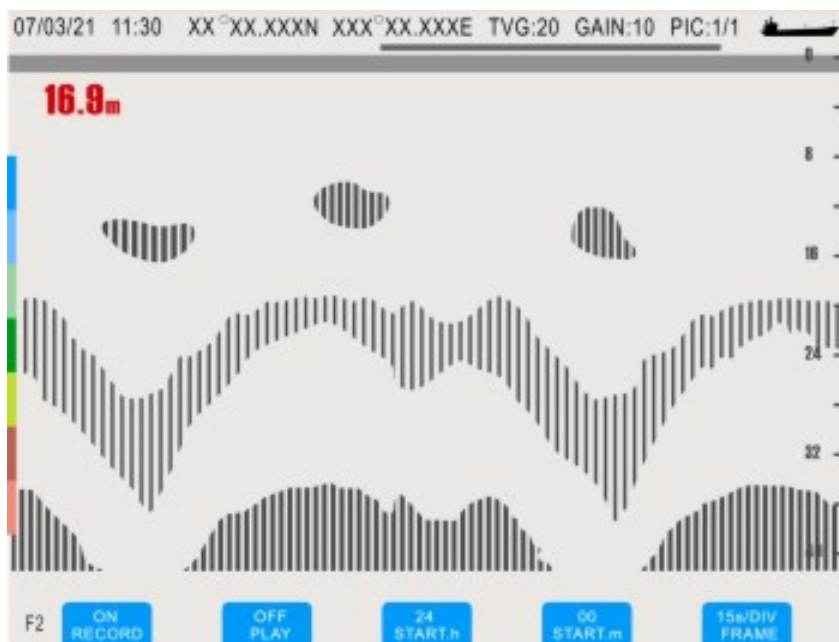 07/03/21 11:30 XX°XX.XXXN XXX°XX.XXXE TVG:20 GAIN:10 PIC:1/1
0
16.9m
8
16
24
32
F2
ON
RECORD
OFF
PLAY
24
START.h
00
START.m
15s/DIV
FRAME